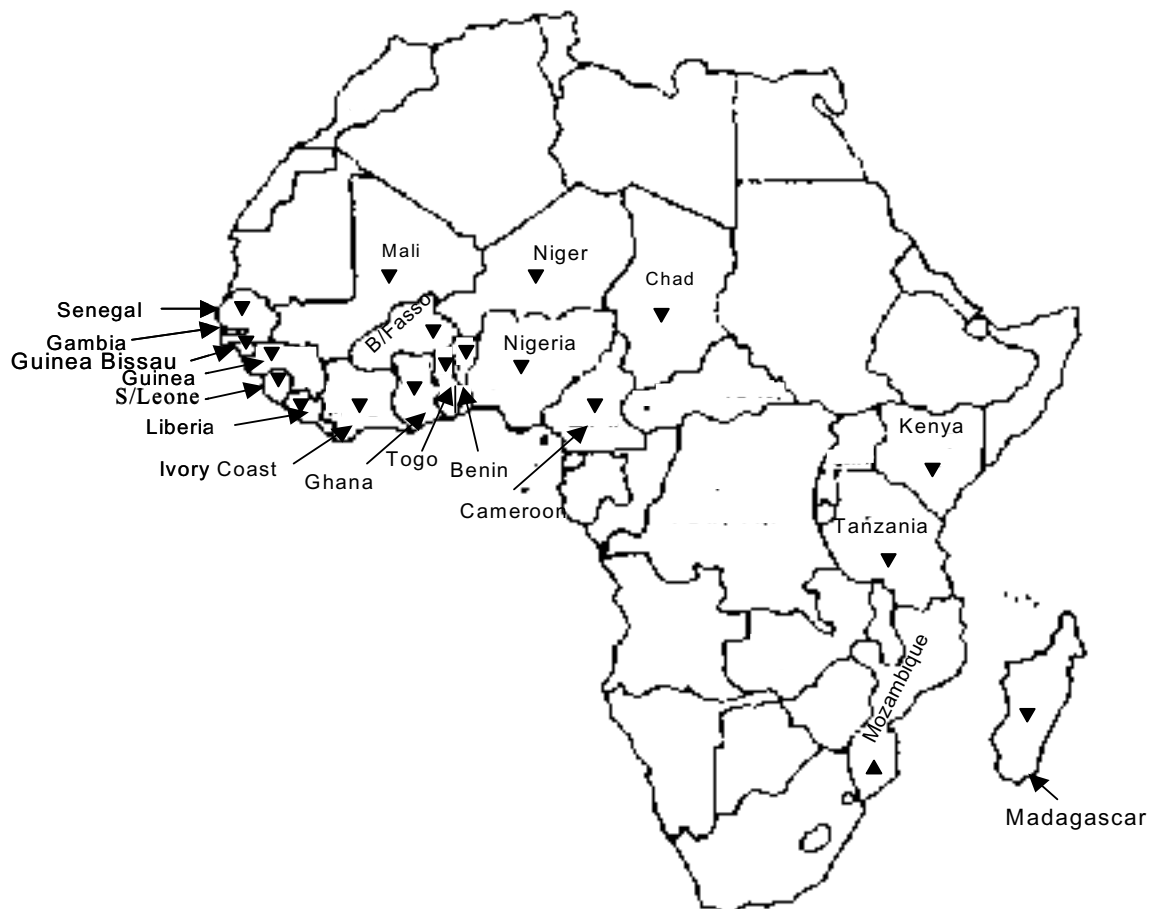 Mali
Niger
Chad
Senegal
B/Fasso
Gambia
Nigeria
Guinea Bissau
Guinea
S/Leone
Liberia
Kenya
Ivory Coast
Togo
Benin
Ghana
Cameroon
Tanzania
Mozambique
Madagascar